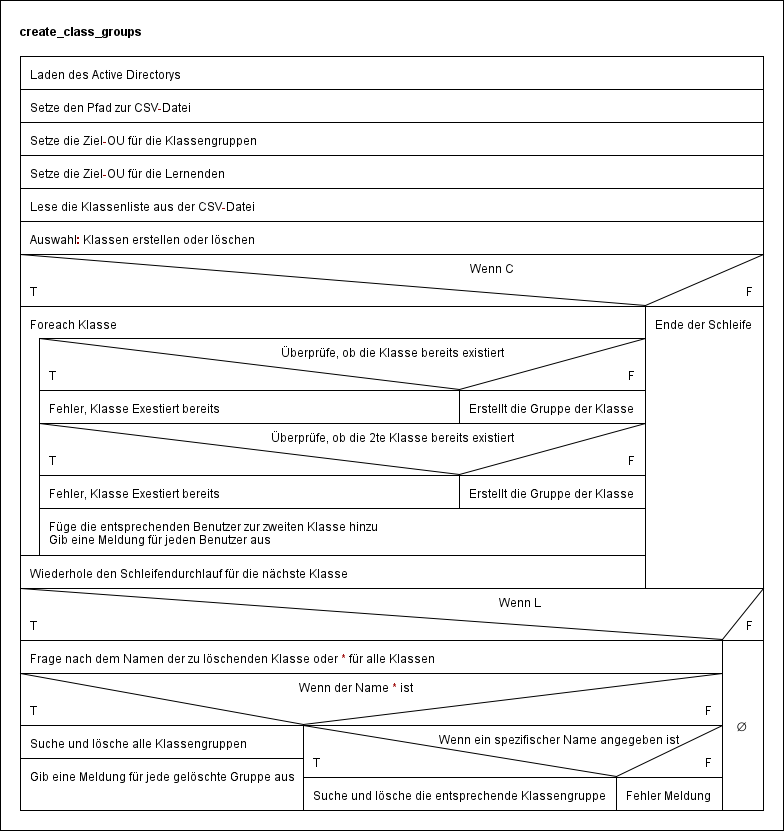 create_class_groups
Laden des Active Directorys
Setze den Pfad zur CSV-Datei
Setze die Ziel-OU für die Klassengruppen
Setze die Ziel-OU für die Lernenden
Lese die Klassenliste aus der CSV-Datei
Auswahl: Klassen erstellen oder löschen
Wenn C
T
F
Foreach Klasse
Ende der Schleife
Überprüfe, ob die Klasse bereits existiert
T
F
Fehler, Klasse Exestiert bereits
Erstellt die Gruppe der Klasse
Überprüfe, ob die 2te Klasse bereits existiert
T
F
Fehler, Klasse Exestiert bereits
Erstellt die Gruppe der Klasse
Füge die entsprechenden Benutzer zur zweiten Klasse hinzu
Gib eine Meldung für jeden Benutzer aus
Wiederhole den Schleifendurchlauf für die nächste Klasse
Wenn L
T
F
Frage nach dem Namen der zu löschenden Klasse oder * für alle Klassen
Wenn der Name * ist
T
F
∅
Suche und lösche alle Klassengruppen
Gib eine Meldung für jede gelöschte Gruppe aus
Wenn ein spezifischer Name angegeben ist
T
F
Suche und lösche die entsprechende Klassengruppe
Fehler Meldung